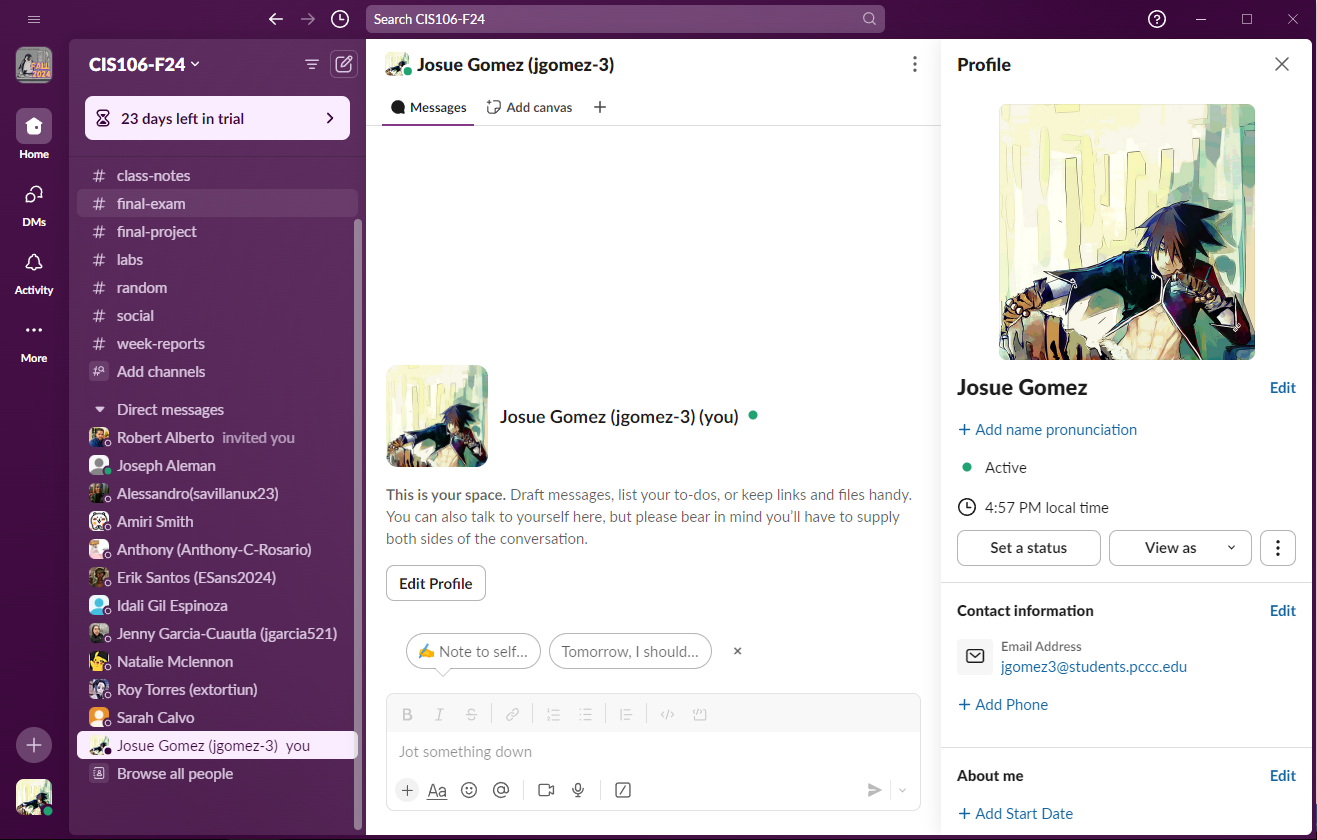 Search CIS106-F24
FALL
2024
Home
DMs
Activity
More
CIS106-F24
23 days left in trial
# class-notes
# final-exam
# final-project
# labs
# random
# social
# week-reports
Add channels
Direct messages
Robert Alberto invited you
Joseph Aleman
Alessandro(savillanux23)
Amiri Smith
Anthony (Anthony-C-Rosario)
Erik Santos (ESans2024)
Idali Gil Espinoza
Jenny Garcia-Cuautla (jgarcia521)
Natalie Mclennon
Roy Torres (extortiun)
Sarah Calvo
Josue Gomez (jgomez-3) you
Browse all people
Josue Gomez (jgomez-3)
Messages
Add canvas
Josue Gomez (jgomez-3) (you)
This is your space. Draft messages, list your to-dos, or keep links and files handy.
You can also talk to yourself here, but please bear in mind you’ll have to supply
both sides of the conversation.
Edit Profile
✍️ Note to self...
Tomorrow, I should...
Jot something down
Aa
Profile
Josue Gomez
Edit
+ Add name pronunciation
Active
4:57 PM local time
Set a status
View as
Contact information
Edit
Email Address
jgomez3@students.pccc.edu
+ Add Phone
About me
Edit
+ Add Start Date